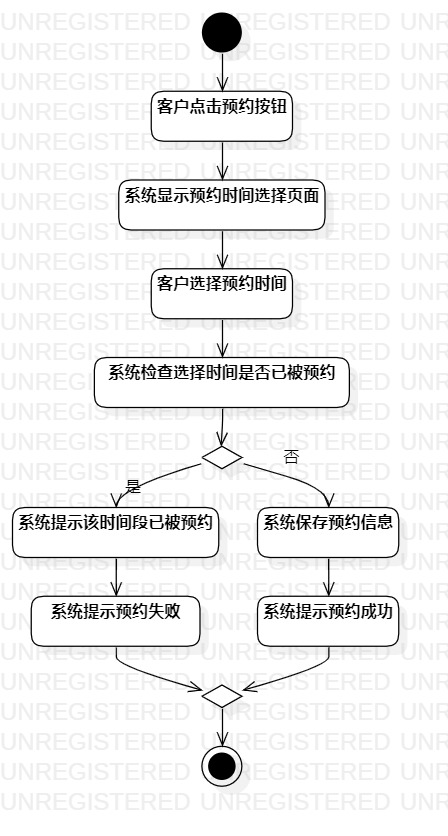 客户点击预约按钮
系统显示预约时间选择页面
客户选择预约时间
系统检查选择时间是否已被预约
是
否
系统提示该时间段已被预约
系统保存预约信息
系统提示预约失败
系统提示预约成功
UNREGISTERED